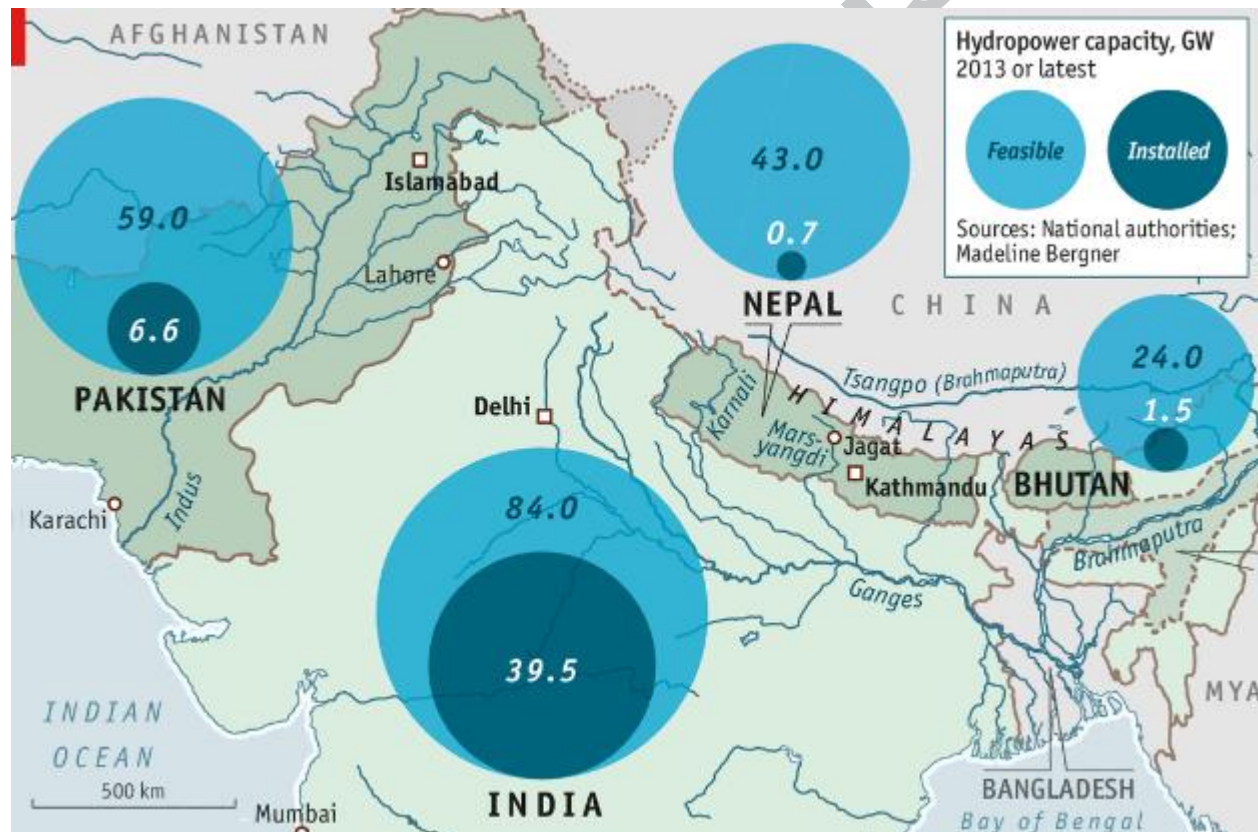 AFGHANISTAN
Hydropower capacity, GW
2013 or latest
Feasible
Installed
Sources: National authorities;
Madeline Bergner
59.0
6.6
PAKISTAN
Islamabad
Lahore
43.0
0.7
NEPAL
CHINA
24.0
1.5
Tsangpo (Brahmaputra)
HIMALAYAS
Karnali
Mars-
yangdi
Jagat
Kathmandu
BHUTAN
Delhi
Indus
Karachi
84.0
39.5
INDIA
Ganges
Brahmaputra
INDIAN
OCEAN
500 km
Mumbai
MYA
BANGLADESH
Bay of Bengal